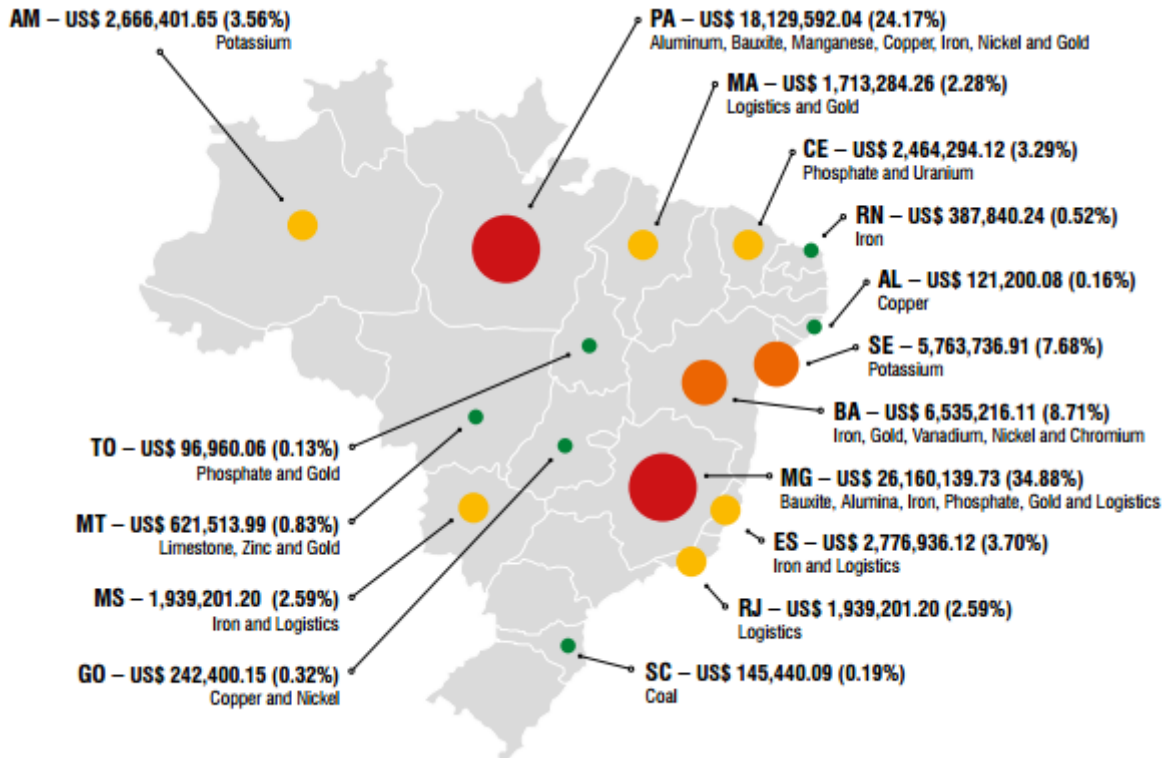 AM – US$ 2,666,401.65 (3.56%)
Potassium
PA – US$ 18,129,592.04 (24.17%)
Aluminum, Bauxite, Manganese, Copper, Iron, Nickel and Gold
MA – US$ 1,713,284.26 (2.28%)
Logistics and Gold
CE – US$ 2,464,294.12 (3.29%)
Phosphate and Uranium
RN – US$ 387,840.24 (0.52%)
Iron
AL – US$ 121,200.08 (0.16%)
Copper
SE – 5,763,736.91 (7.68%)
Potassium
BA – US$ 6,535,216.11 (8.71%)
Iron, Gold, Vanadium, Nickel and Chromium
TO – US$ 96,960.06 (0.13%)
Phosphate and Gold
MG – US$ 26,160,139.73 (34.88%)
Bauxite, Alumina, Iron, Phosphate, Gold and Logistics
MT – US$ 621,513.99 (0.83%)
Limestone, Zinc and Gold
ES – US$ 2,776,936.12 (3.70%)
Iron and Logistics
MS – 1,939,201.20 (2.59%)
Iron and Logistics
RJ – US$ 1,939,201.20 (2.59%)
Logistics
GO – US$ 242,400.15 (0.32%)
Copper and Nickel
SC – US$ 145,440.09 (0.19%)
Coal